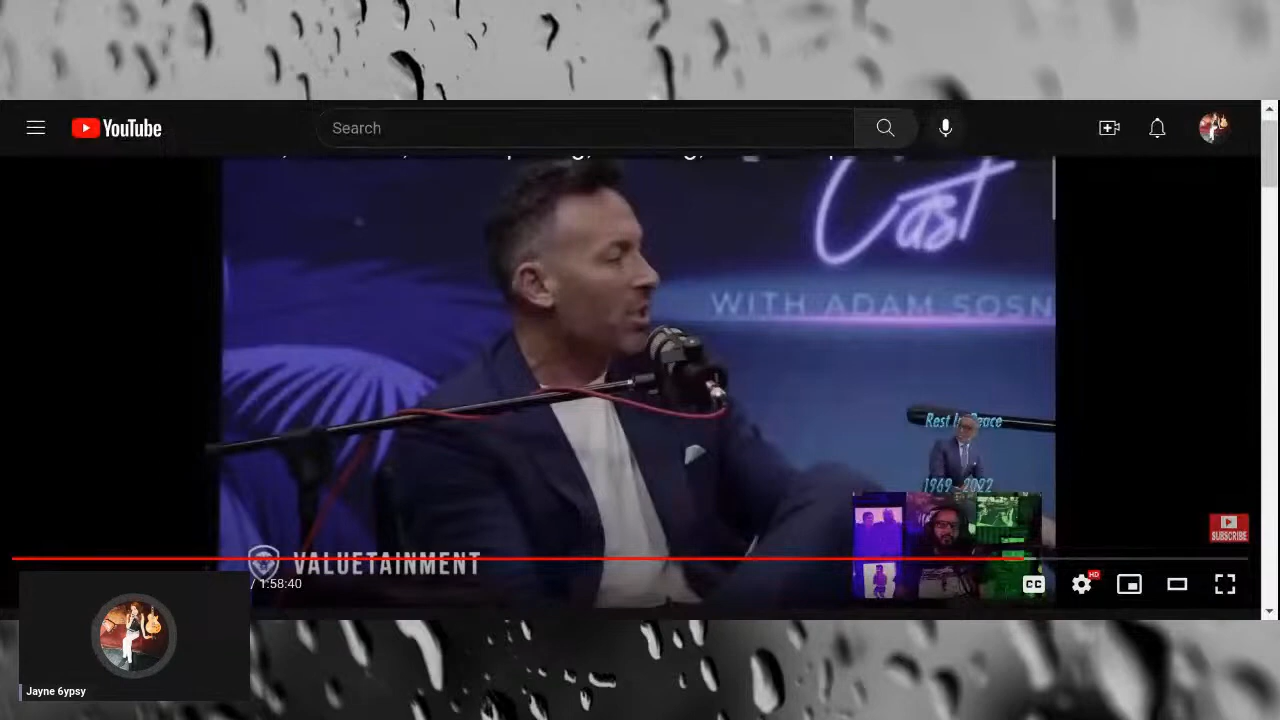 YouTube
Search
Cast
WITH ADAM SOSN
Rest In Peace
1969 - 2022
SUBSCRIBE
VALUETAINMENT
/ 1:58:40
CC
HD
Jayne 6ypsy